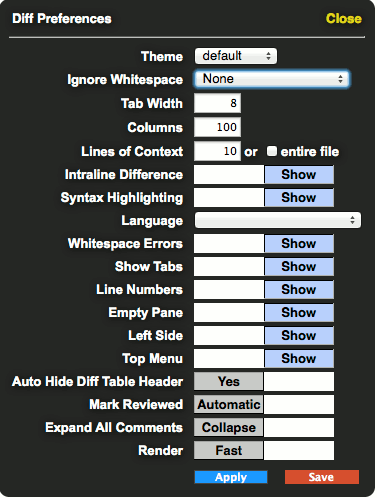 Diff Preferences Close
Theme default
Ignore Whitespace None
Tab Width 8
Columns 100
Lines of Context 10 or entire file
Intraline Difference Show
Syntax Highlighting Show
Language
Whitespace Errors Show
Show Tabs Show
Line Numbers Show
Empty Pane Show
Left Side Show
Top Menu Show
Auto Hide Diff Table Header Yes
Mark Reviewed Automatic
Expand All Comments Collapse
Render Fast
Apply Save